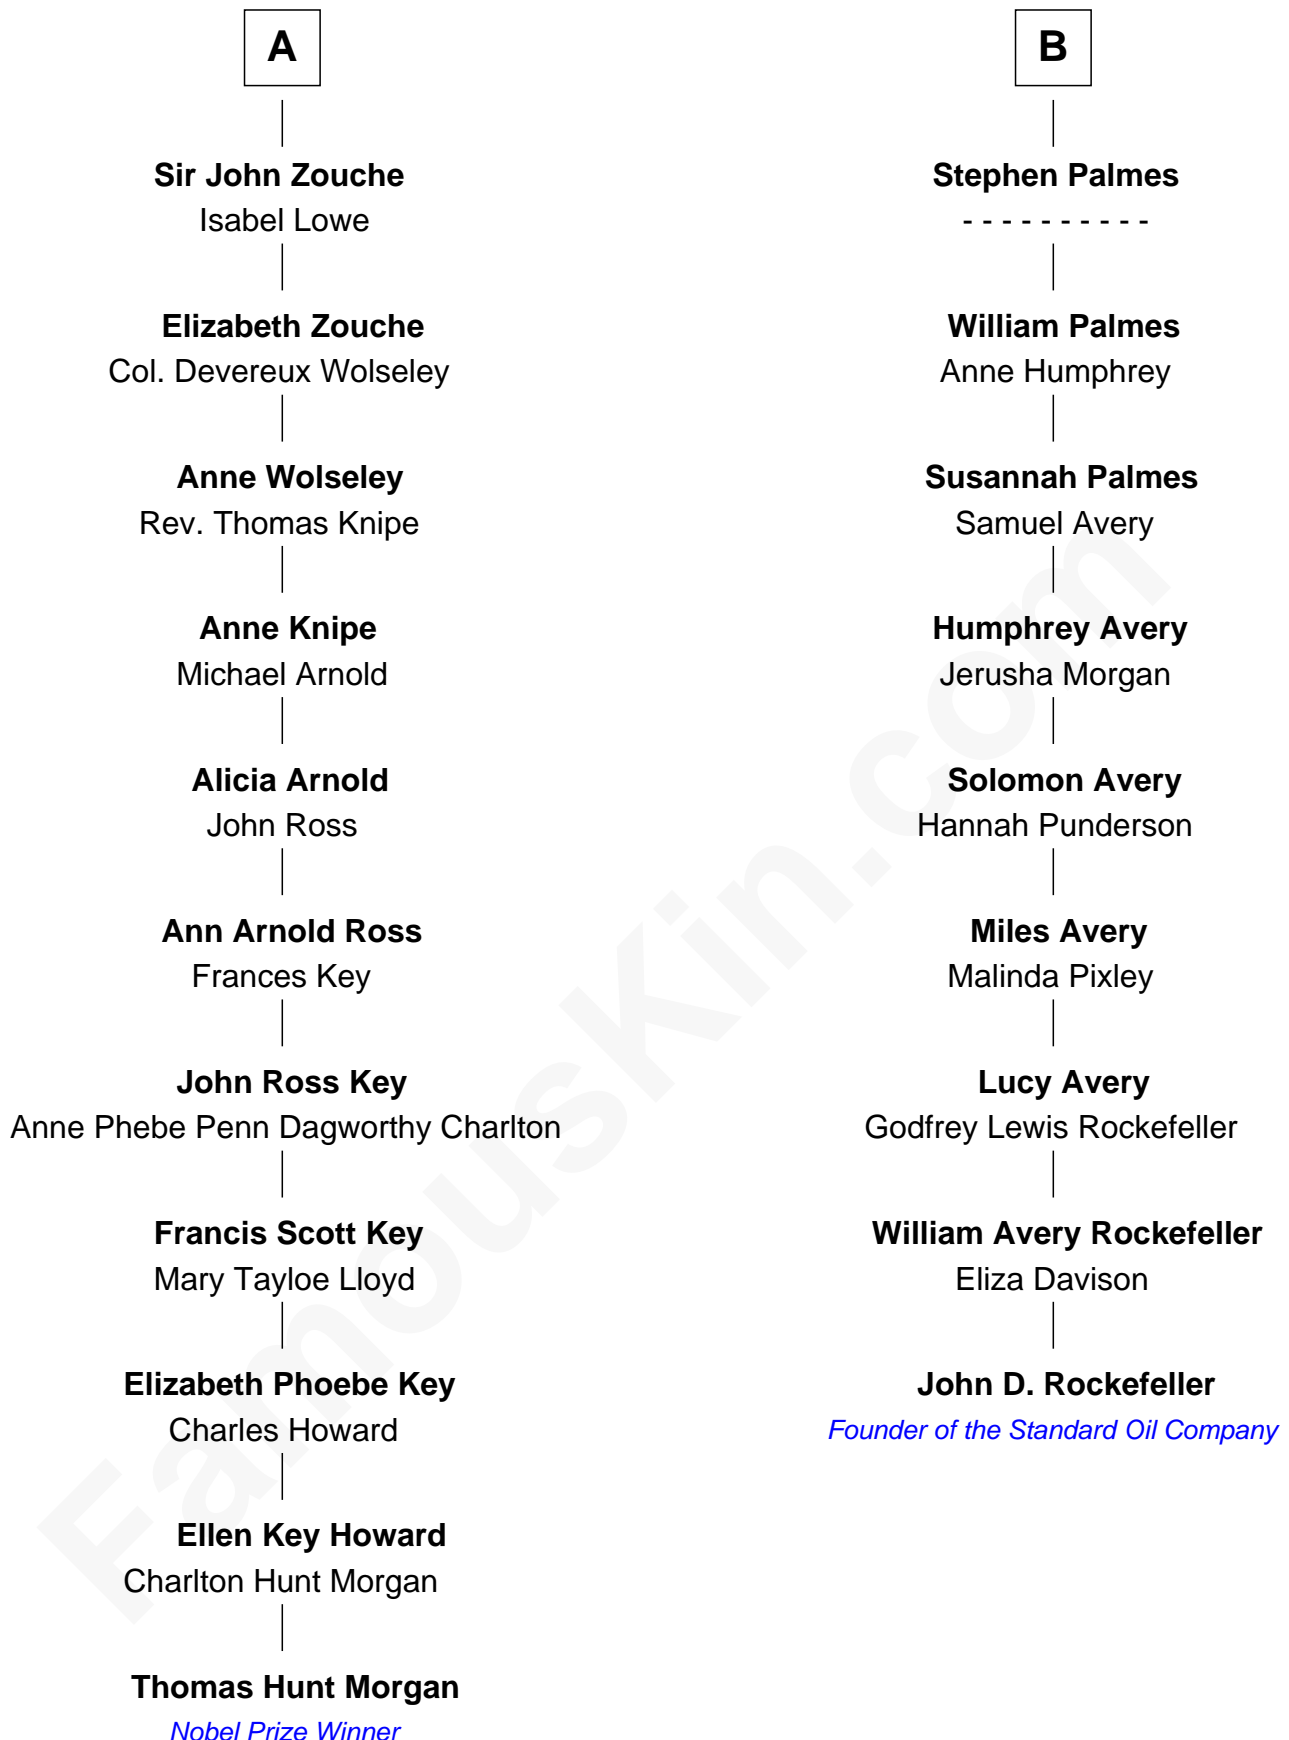 A
Sir John Zouche
Isabel Lowe
Elizabeth Zouche
Col. Devereux Wolseley
Anne Wolseley
Rev. Thomas Knipe
Anne Knipe
Michael Arnold
Alicia Arnold
John Ross
Ann Arnold Ross
Frances Key
John Ross Key
Anne Phebe Penn Dagworthy Charlton
Francis Scott Key
Mary Tayloe Lloyd
Elizabeth Phoebe Key
Charles Howard
Ellen Key Howard
Charlton Hunt Morgan
Thomas Hunt Morgan
Nobel Prize Winner
B
Stephen Palmes
- - - - - - - - - -
William Palmes
Anne Humphrey
Susannah Palmes
Samuel Avery
Humphrey Avery
Jerusha Morgan
Solomon Avery
Hannah Punderson
Miles Avery
Malinda Pixley
Lucy Avery
Godfrey Lewis Rockefeller
William Avery Rockefeller
Eliza Davison
John D. Rockefeller
Founder of the Standard Oil Company
FamousKin.com